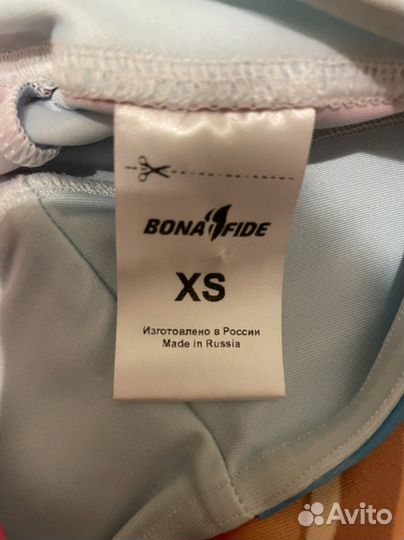 BONA FIDE
XS
Изготовлено в России
Made in Russia
Avito